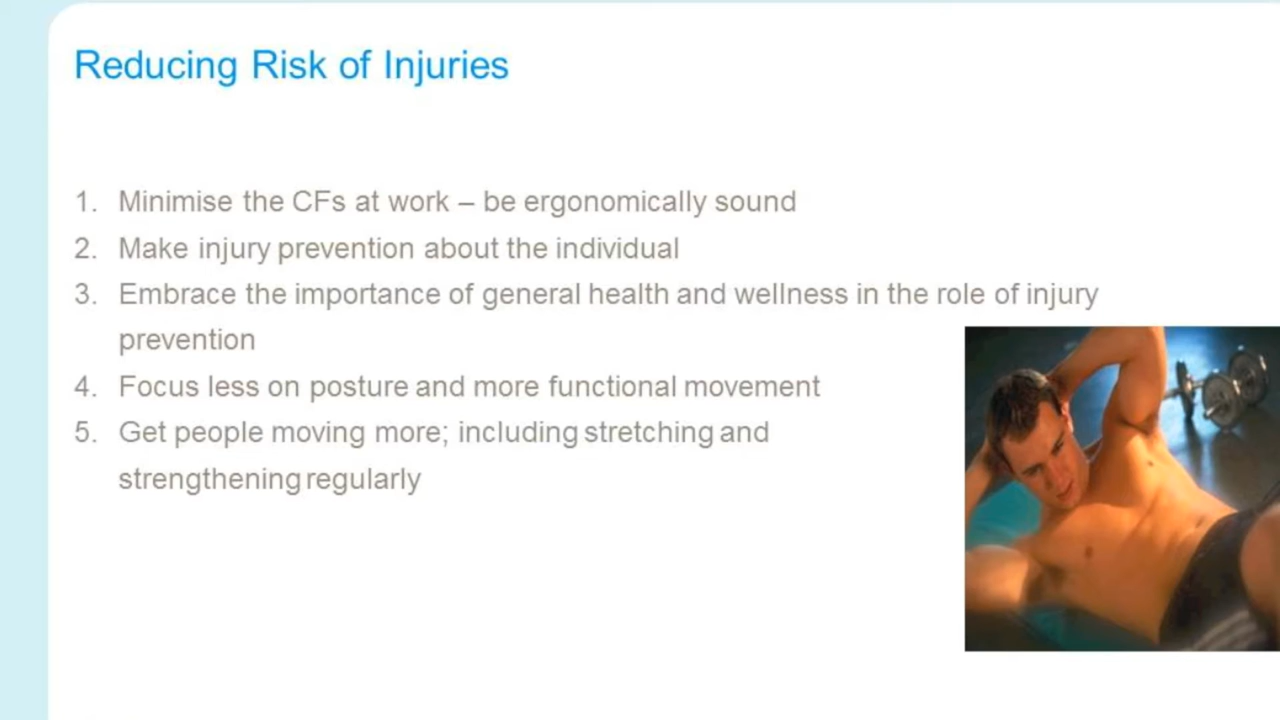 Reducing Risk of Injuries
1. Minimise the CFs at work – be ergonomically sound
2. Make injury prevention about the individual
3. Embrace the importance of general health and wellness in the role of injury
prevention
4. Focus less on posture and more functional movement
5. Get people moving more; including stretching and
strengthening regularly